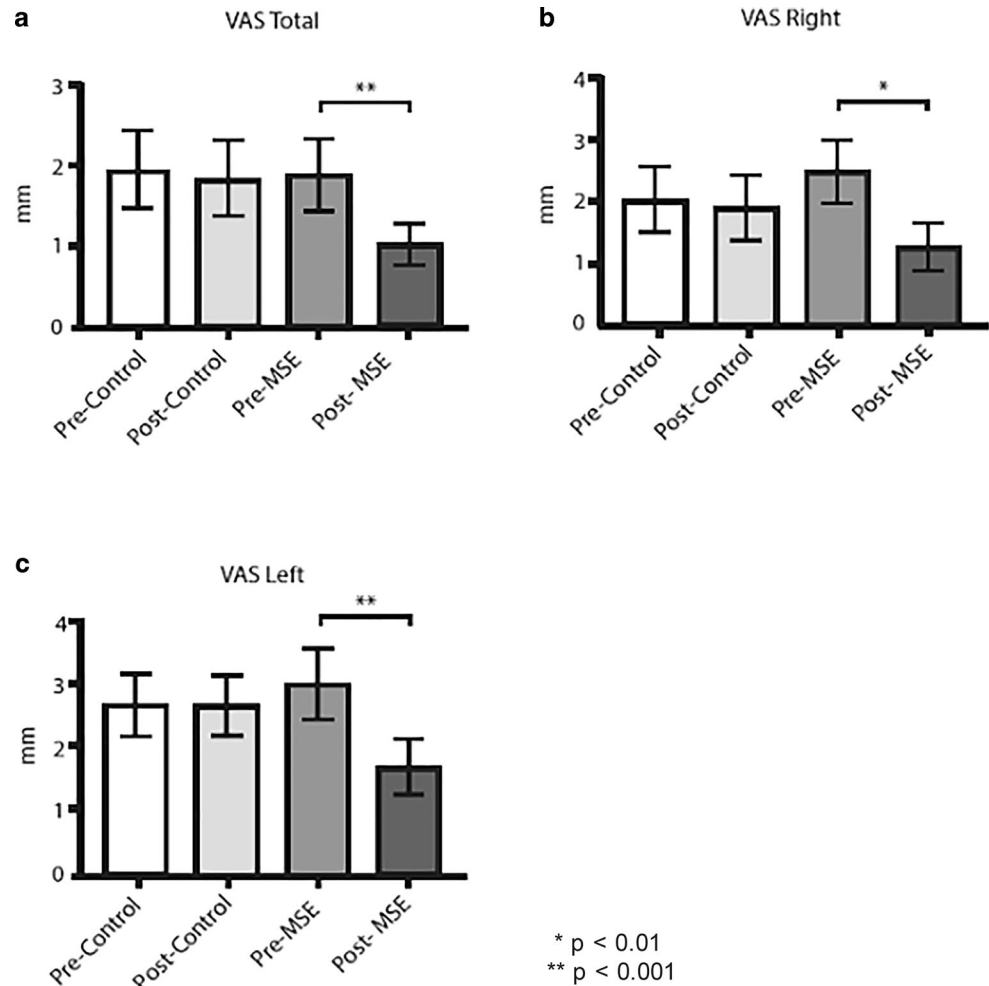 a
VAS Total
3
2
1
0
mm
**
Pre-Control
Post-Control
Pre-MSE
Post- MSE
b
VAS Right
4
3
2
1
0
mm
*
Pre-Control
Post-Control
Pre-MSE
Post- MSE
c
VAS Left
4
3
2
1
0
mm
**
Pre-Control
Post-Control
Pre-MSE
Post- MSE
* p < 0.01
** p < 0.001